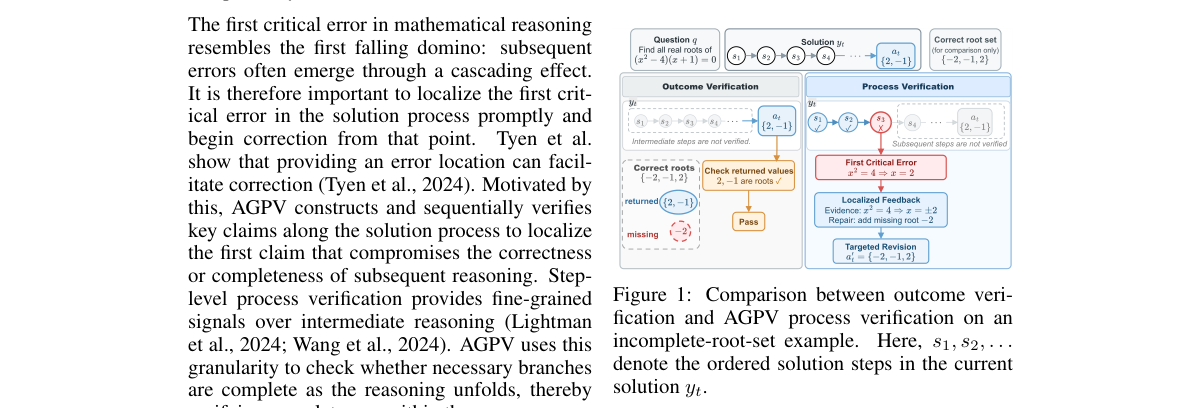 The first critical error in mathematical reasoning
resembles the first falling domino: subsequent
errors often emerge through a cascading effect.
It is therefore important to localize the first crit-
ical error in the solution process promptly and
begin correction from that point. Tyen et al.
show that providing an error location can facil-
itate correction (Tyen et al., 2024). Motivated by
this, AGPV constructs and sequentially verifies
key claims along the solution process to localize
the first claim that compromises the correctness
or completeness of subsequent reasoning. Step-
level process verification provides fine-grained
signals over intermediate reasoning (Lightman
et al., 2024; Wang et al., 2024). AGPV uses this
granularity to check whether necessary branches
are complete as the reasoning unfolds, thereby
Question q
Find all real roots of
(x² − 4)(x + 1) = 0
Solution yₜ
s₁ s₂ s₃ s₄ ⋯ aₜ
{2, −1}
Correct root set
(for comparison only)
{−2, −1, 2}
Outcome Verification
yₜ
s₁ s₂ s₃ s₄ ⋯ aₜ
{2, −1}
Intermediate steps are not verified.
Correct roots
{−2, −1, 2}
returned {2, −1}
missing −2
Check returned values
2, −1 are roots ✓
Pass
Process Verification
yₜ
s₁ ✓ s₂ ✓ s₃ ✗ s₄ ⋯ aₜ
{2, −1}
Subsequent steps are not verified
First Critical Error
x² = 4 ⇒ x = 2
Localized Feedback
Evidence: x² = 4 ⇒ x = ±2
Repair: add missing root −2
Targeted Revision
a′ₜ = {−2, −1, 2}
Figure 1: Comparison between outcome veri-
fication and AGPV process verification on an
incomplete-root-set example. Here, s₁, s₂, . . .
denote the ordered solution steps in the current
solution yₜ.